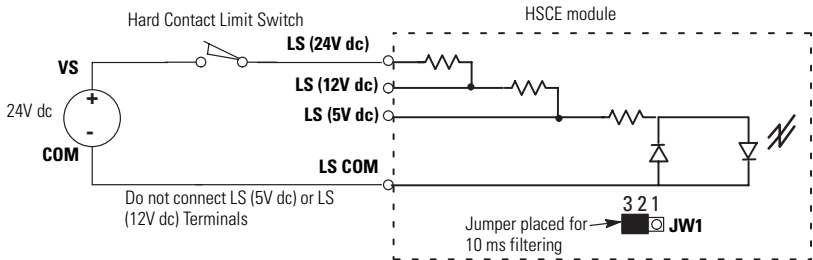 HSCE module
Hard Contact Limit Switch
LS (24V dc)
VS
LS (12V dc)
+
24V dc
LS (5V dc)
-
COM
LS COM
Do not connect LS (5V dc) or LS
(12V dc) Terminals
3 2 1
Jumper placed for
10 ms filtering
JW1